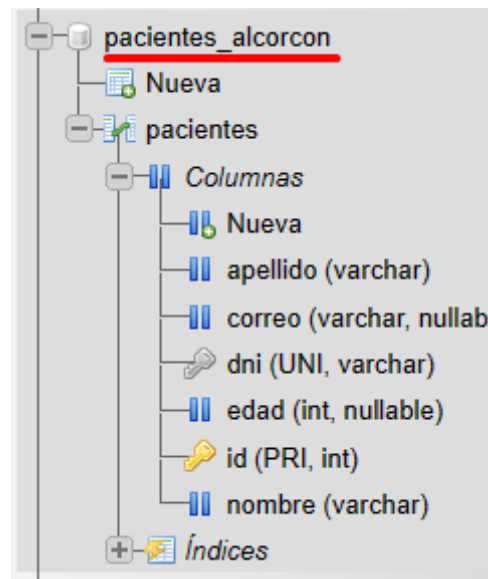 pacientes_alcorcon
Nueva
pacientes
Columnas
Nueva
apellido (varchar)
correo (varchar, nullab
dni (UNI, varchar)
edad (int, nullable)
id (PRI, int)
nombre (varchar)
Índices